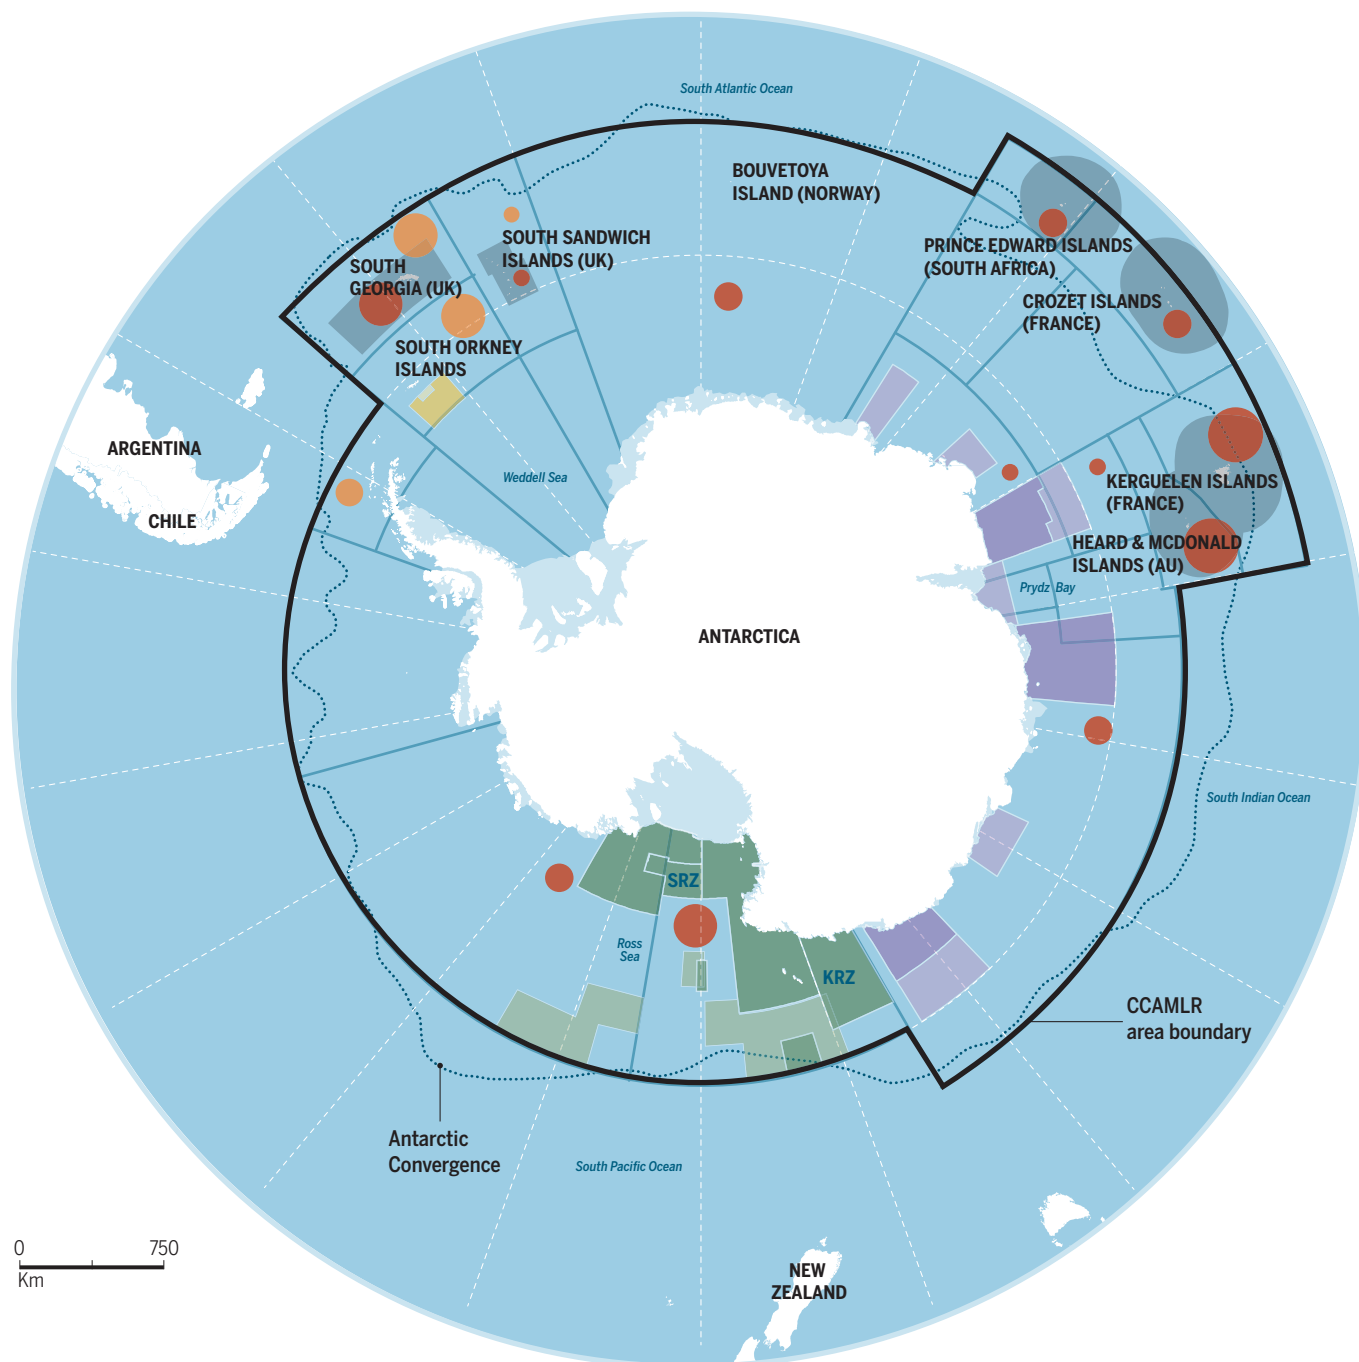 South Atlantic Ocean
BOUVETOYA
ISLAND (NORWAY)
SOUTH SANDWICH
ISLANDS (UK)
PRINCE EDWARD ISLANDS
(SOUTH AFRICA)
SOUTH
GEORGIA (UK)
CROZET ISLANDS
(FRANCE)
SOUTH ORKNEY
ISLANDS
ARGENTINA
CHILE
Weddell Sea
KERGUELEN ISLANDS
(FRANCE)
HEARD & MCDONALD
ISLANDS (AU)
Prydz Bay
ANTARCTICA
South Indian Ocean
SRZ
Ross
Sea
KRZ
CCAMLR
area boundary
Antarctic
Convergence
South Pacific Ocean
0 750
Km
NEW
ZEALAND